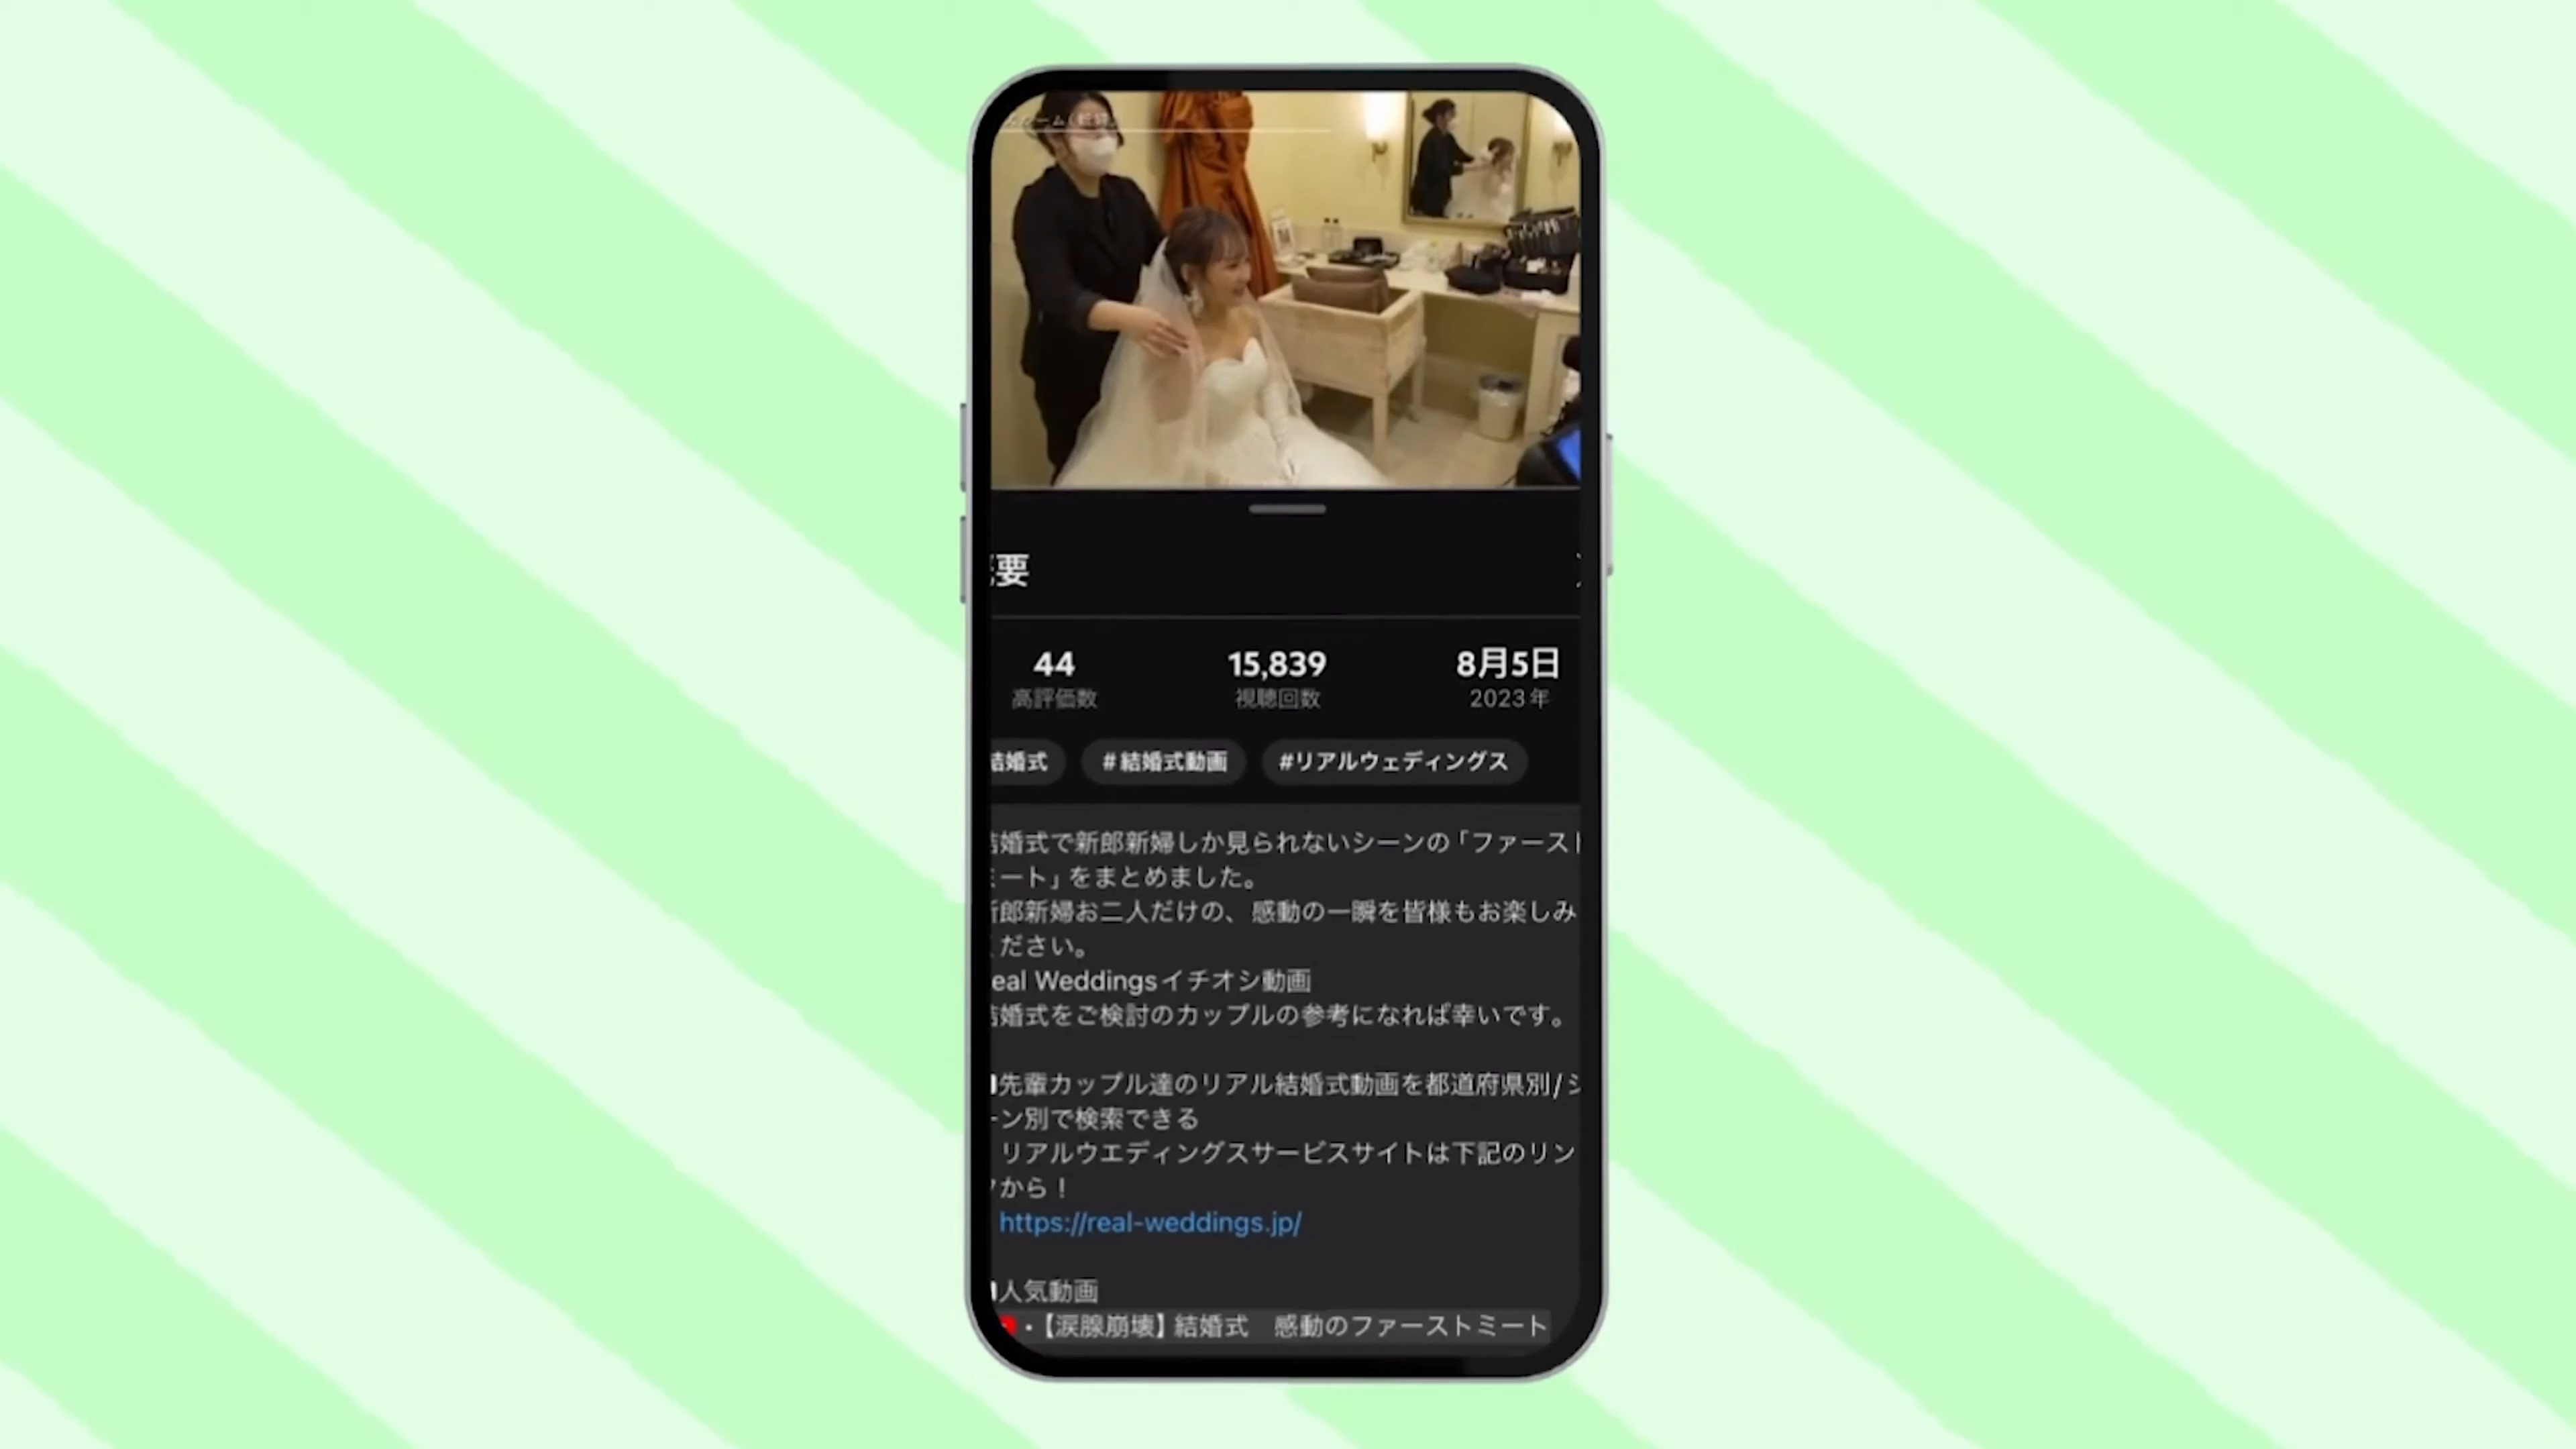 要
44
15,839
8月5日
高評価数
視聴回数
2023年
結婚式
#結婚式動画
#リアルウェディングス
結婚式で新郎新婦しか見られないシーンの「ファースト
ミート」をまとめました。
新郎新婦お二人だけの、感動の一瞬を皆様もお楽しみ
ください。
eal Weddingsイチオシ動画
結婚式をご検討のカップルの参考になれば幸いです。
先輩カップル達のリアル結婚式動画を都道府県別/シ
ーン別で検索できる
リアルウエディングスサービスサイトは下記のリン
クから！
https://real-weddings.jp/
人気動画
・【涙腺崩壊】結婚式　感動のファーストミート